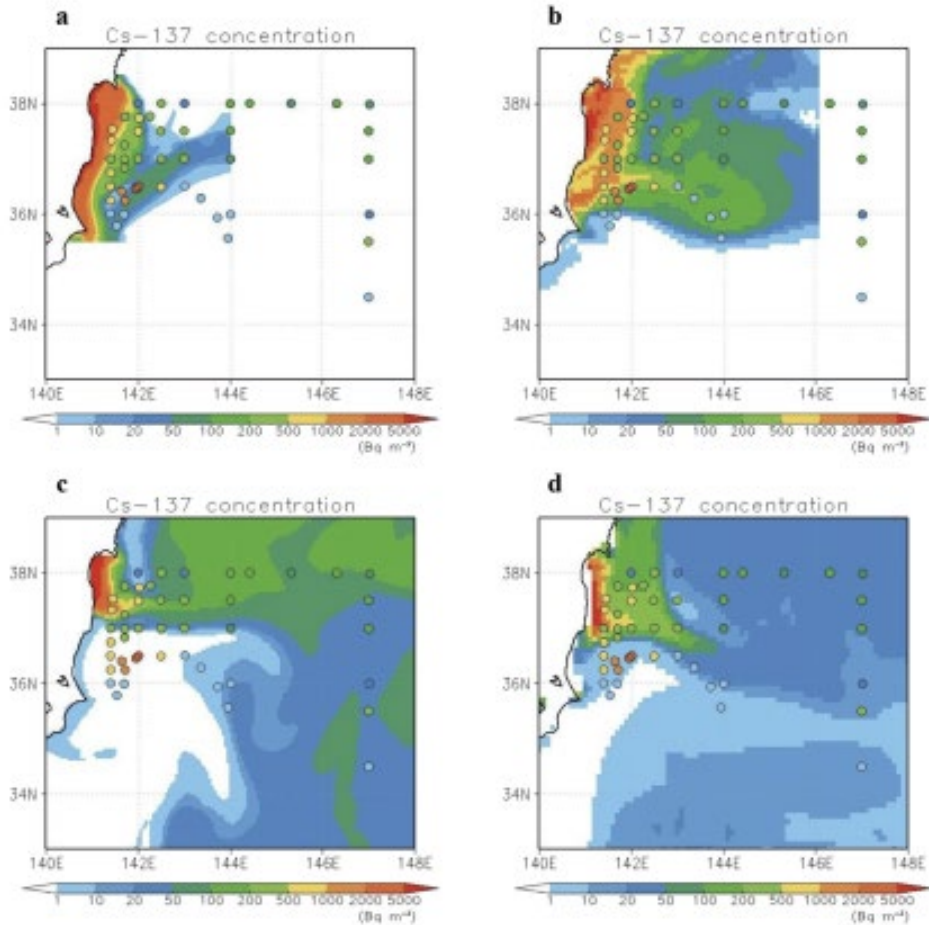 a
Cs-137 concentration
38N
36N
34N
140E 142E 144E 146E 148E
1 10 20 50 100 200 500 1000 2000 5000
(Bq m⁻³)
b
Cs-137 concentration
38N
36N
34N
140E 142E 144E 146E 148E
1 10 20 50 100 200 500 1000 2000 5000
(Bq m⁻³)
c
Cs-137 concentration
38N
36N
34N
140E 142E 144E 146E 148E
1 10 20 50 100 200 500 1000 2000 5000
(Bq m⁻³)
d
Cs-137 concentration
38N
36N
34N
140E 142E 144E 146E 148E
1 10 20 50 100 200 500 1000 2000 5000
(Bq m⁻³)